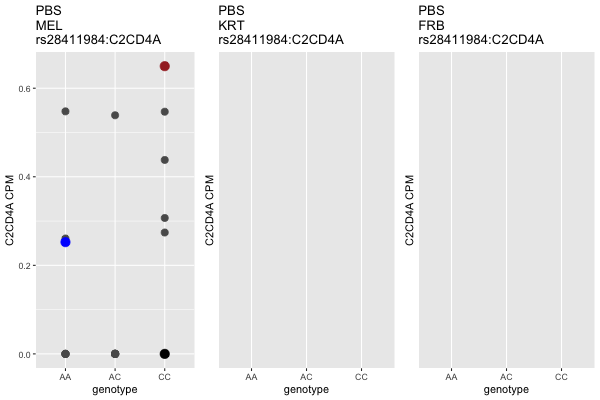 PBS
MEL
rs28411984:C2CD4A
PBS
KRT
rs28411984:C2CD4A
PBS
FRB
rs28411984:C2CD4A
C2CD4A CPM
0.6
0.4
0.2
0.0
AA AC CC
genotype
C2CD4A CPM
AA AC CC
genotype
C2CD4A CPM
AA AC CC
genotype